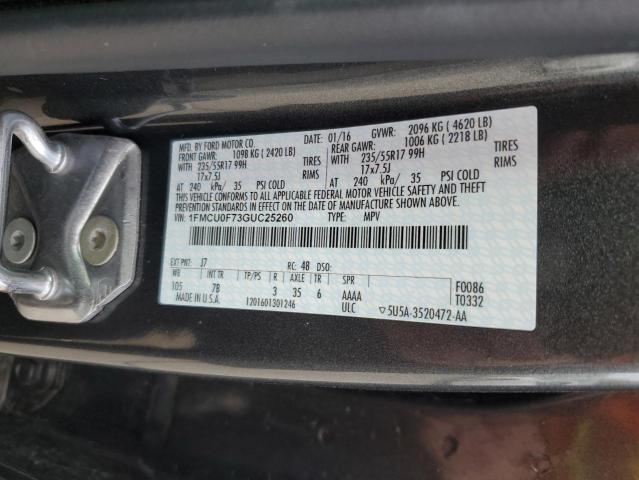 MFD. BY FORD MOTOR CO. 01/16 GVWR: 2096 KG ( 4620 LB)
FRONT GAWR: 1098 KG ( 2420 LB) REAR GAWR: 1006 KG ( 2218 LB)
WITH 235/55R17 99H TIRES WITH 235/55R17 99H TIRES
17x7.5J RIMS 17x7.5J RIMS
AT 240 kPa/ 35 PSI COLD AT 240 kPa/ 35 PSI COLD
THIS VEHICLE CONFORMS TO ALL APPLICABLE FEDERAL MOTOR VEHICLE SAFETY AND THEFT
PREVENTION STANDARDS IN EFFECT ON THE DATE OF MANUFACTURE SHOWN ABOVE.
VIN: 1FMCU0F73GUC25260 TYPE: MPV
EXT PNT: J7 RC: 48 DSO: F0086
WB INT TR TP/PS R AXLE TR SPR T0332
105 7B 3 35 6 AAAA
MADE IN U.S.A. 1201601301246 ULC ▽5U5A-3520472-AA